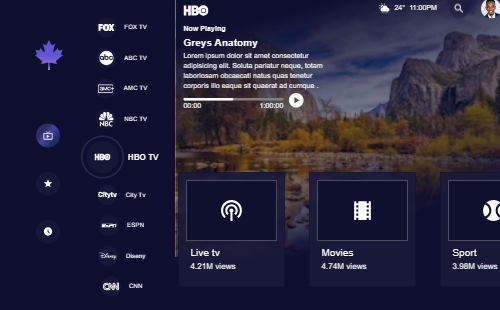 FOX FOX TV
abc ABC TV
amc AMC TV
NBC NBC TV
HBO HBO TV
Citytv City Tv
ESPN ESPN
Disney Disney
CNN CNN
HBO
24° 11:00PM
Now Playing
Greys Anatomy
Lorem ipsum dolor sit amet consectetur
adipisicing elit. Soluta pariatur neque, totam
laboriosam obcaecati natus quas tenetur
corporis illo eaque sit quaerat ad cumque .
00:00 1:00:00
Live tv
4.21M views
Movies
4.74M views
Sport
3.98M views